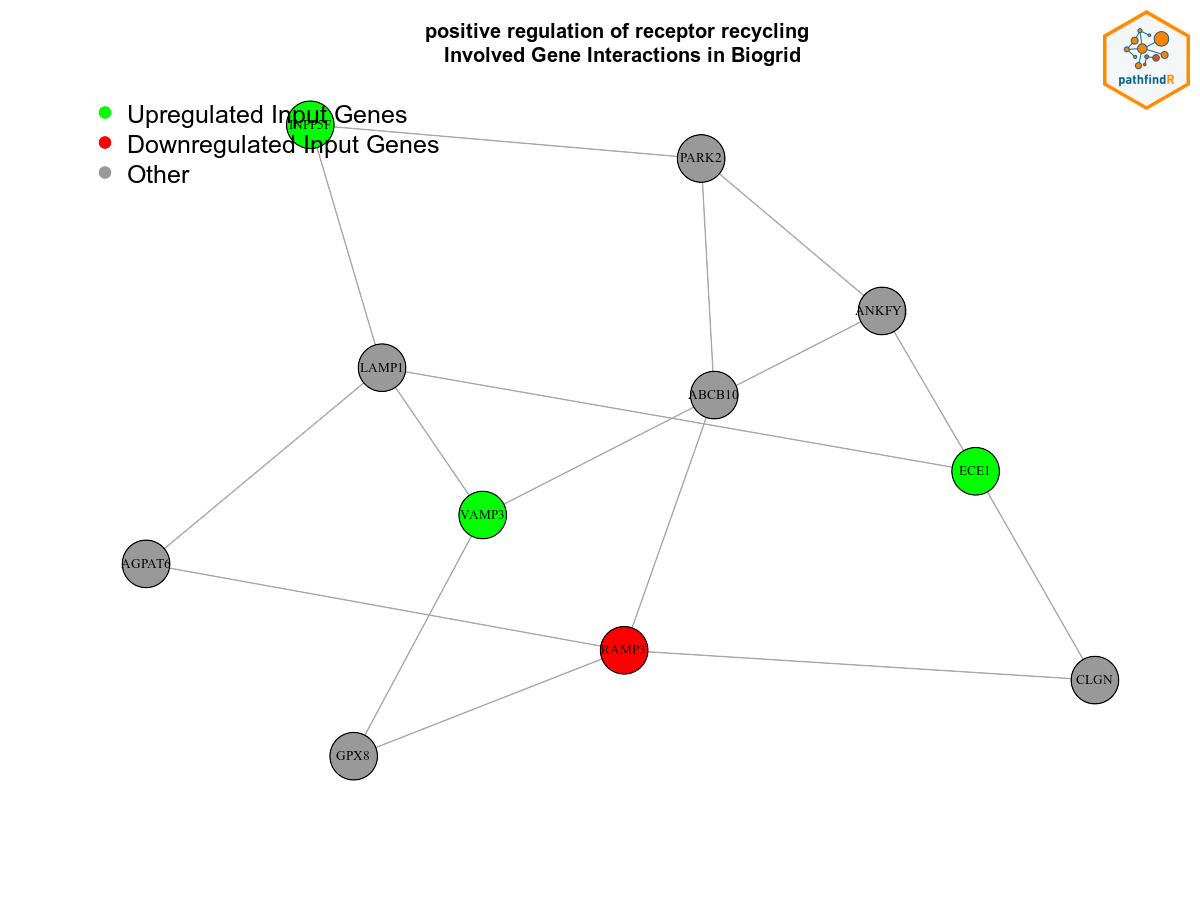 positive regulation of receptor recycling
Involved Gene Interactions in Biogrid
pathfindR
Upregulated Input Genes
INPP5F
Downregulated Input Genes
Other
PARK2
ANKFY
LAMP1
ABCB10
ECE1
VAMP3
AGPAT6
RAMP3
CLGN
GPX8